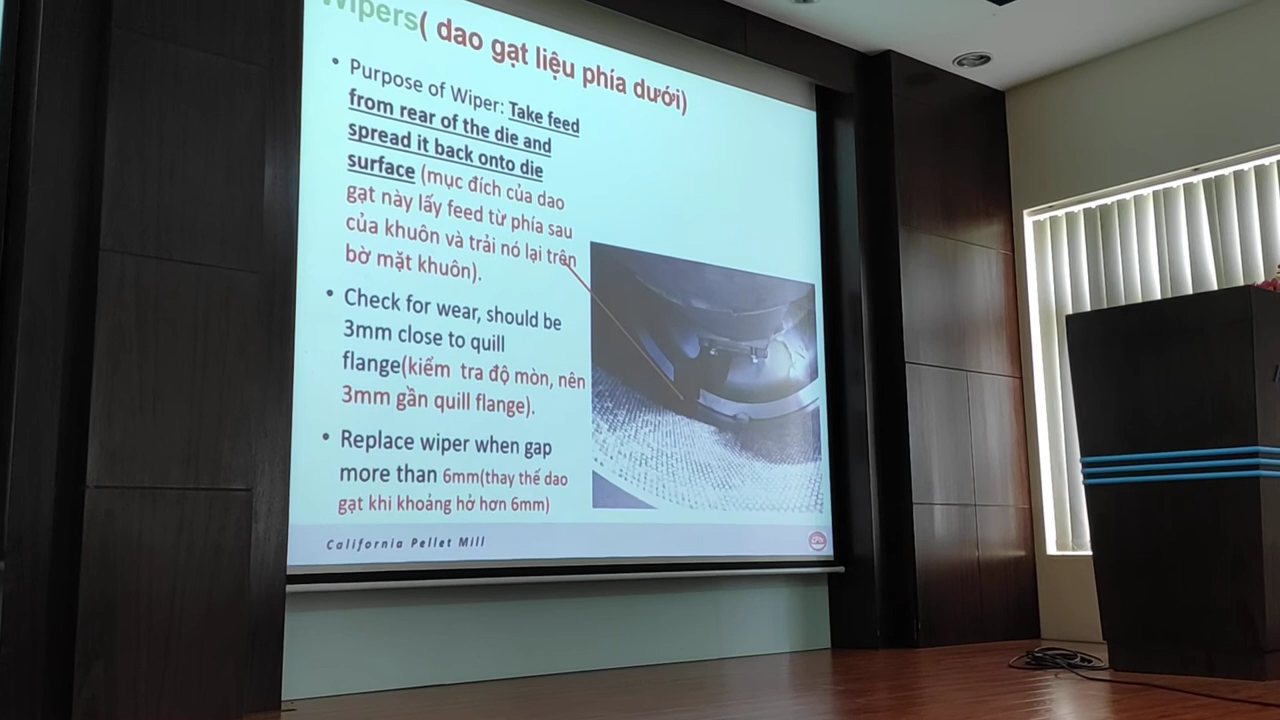 Wipers( dao gạt liệu phía dưới)
• Purpose of Wiper: Take feed
from rear of the die and
spread it back onto die
surface (mục đích của dao
gạt này lấy feed từ phía sau
của khuôn và trải nó lại trên
bờ mặt khuôn).
• Check for wear, should be
3mm close to quill
flange(kiểm tra độ mòn, nên
3mm gần quill flange).
• Replace wiper when gap
more than 6mm(thay thế dao
gạt khi khoảng hở hơn 6mm)
California Pellet Mill
CPM